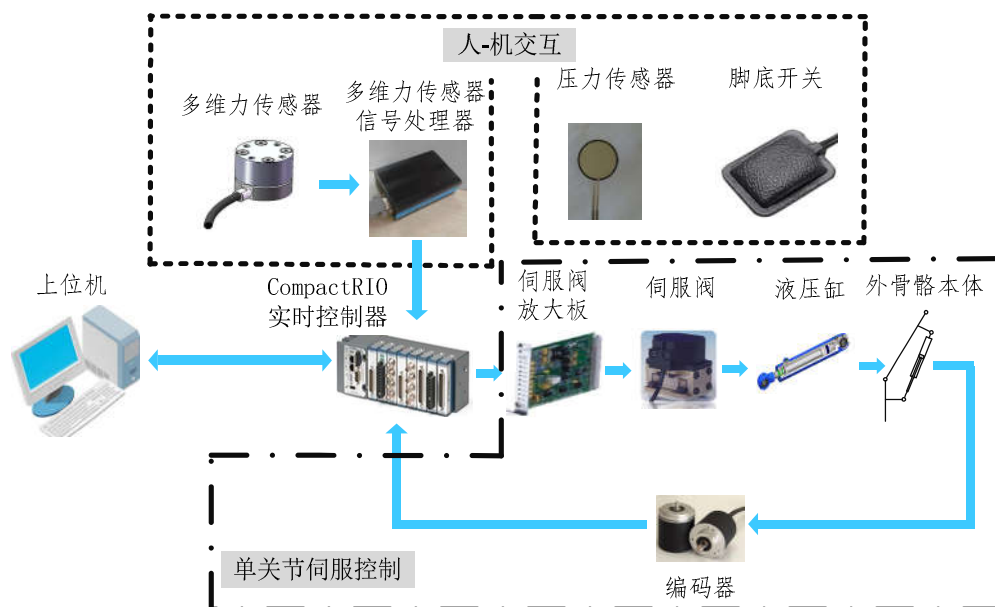 人-机交互
多维力传感器
多维力传感器
信号处理器
压力传感器
脚底开关
上位机
CompactRIO
实时控制器
伺服阀
放大板
伺服阀
液压缸
外骨骼本体
编码器
单关节伺服控制